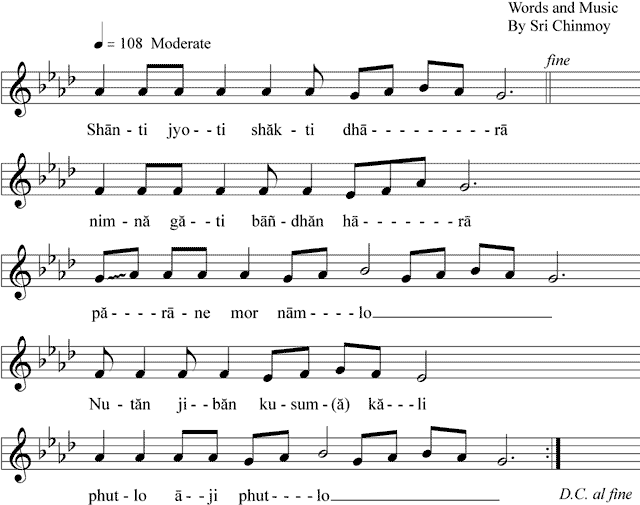 Words and Music
By Sri Chinmoy
♩ = 108 Moderate
fine
Shān-ti jyo--ti shăk-ti dhā---------rā
nim-nă gă-ti bāñ-dhăn hā--------ră
pă----rā-ne mor năm----lo
Nu-tăn ji--băn ku-sum-(ă) kă---li
phut-lo ā--ji phut----lo
D.C. al fine